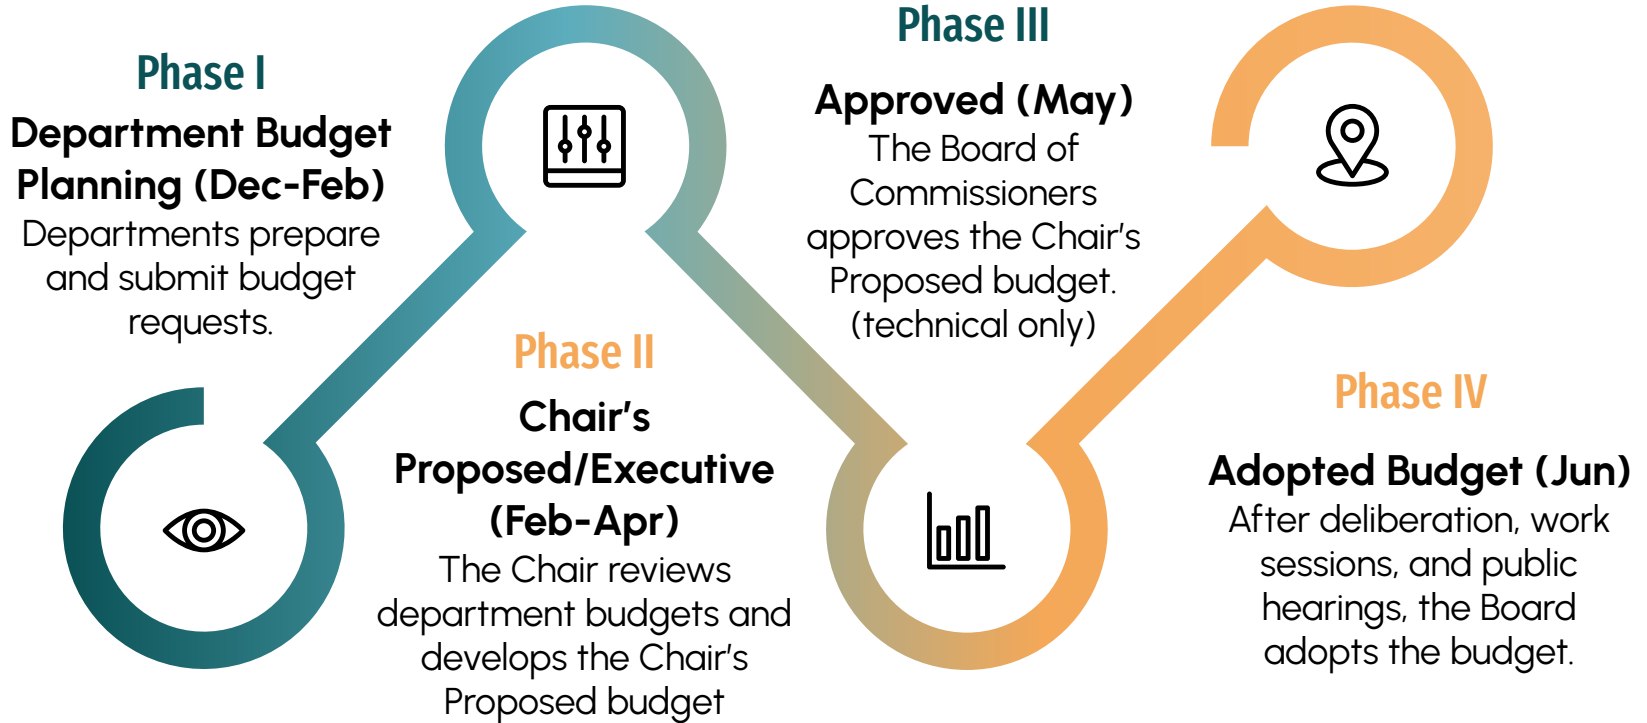 Phase I
Department Budget
Planning (Dec-Feb)
Departments prepare
and submit budget
requests.
Phase II
Chair's
Proposed/Executive
(Feb-Apr)
The Chair reviews
department budgets and
develops the Chair's
Proposed budget
Phase III
Approved (May)
The Board of
Commissioners
approves the Chair's
Proposed budget.
(technical only)
Phase IV
Adopted Budget (Jun)
After deliberation, work
sessions, and public
hearings, the Board
adopts the budget.